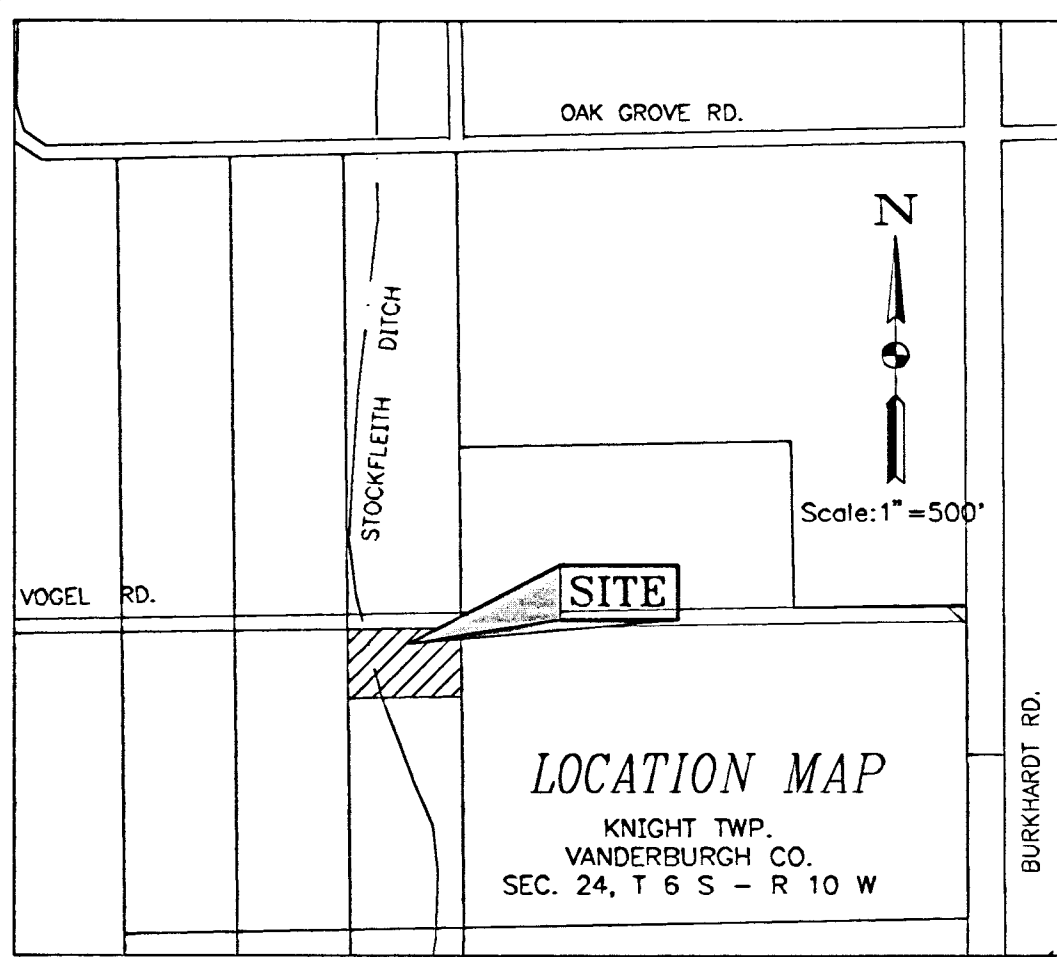 OAK GROVE RD.
N
STOCKFLEITH DITCH
Scale:1"=500'
VOGEL RD.
SITE
BURKHARDT RD.
LOCATION MAP
KNIGHT TWP.
VANDERBURGH CO.
SEC. 24, T 6 S - R 10 W